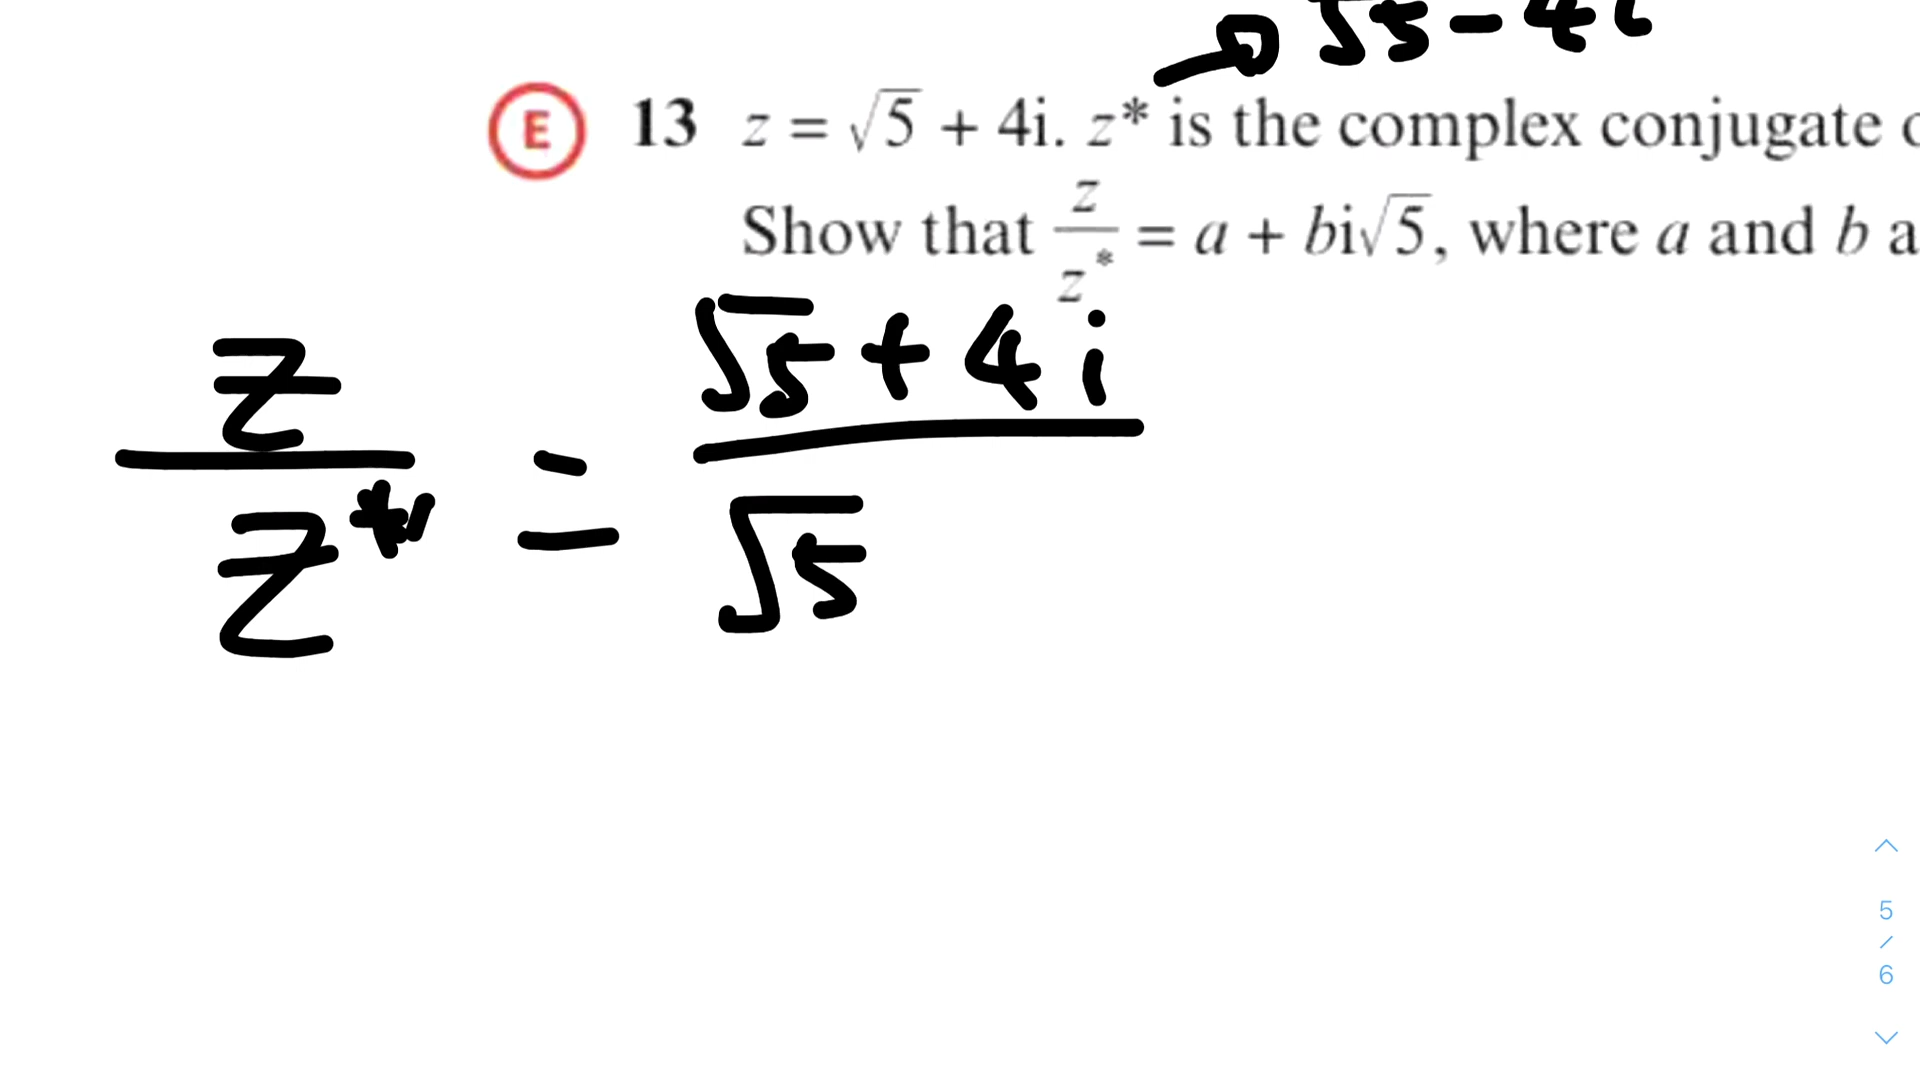 √5 - 4i
E 13 z = √5 + 4i. z* is the complex conjugate
Show that z/z* = a + bi√5, where a and b a
z/z* = √5 + 4i/√5
5
/
6